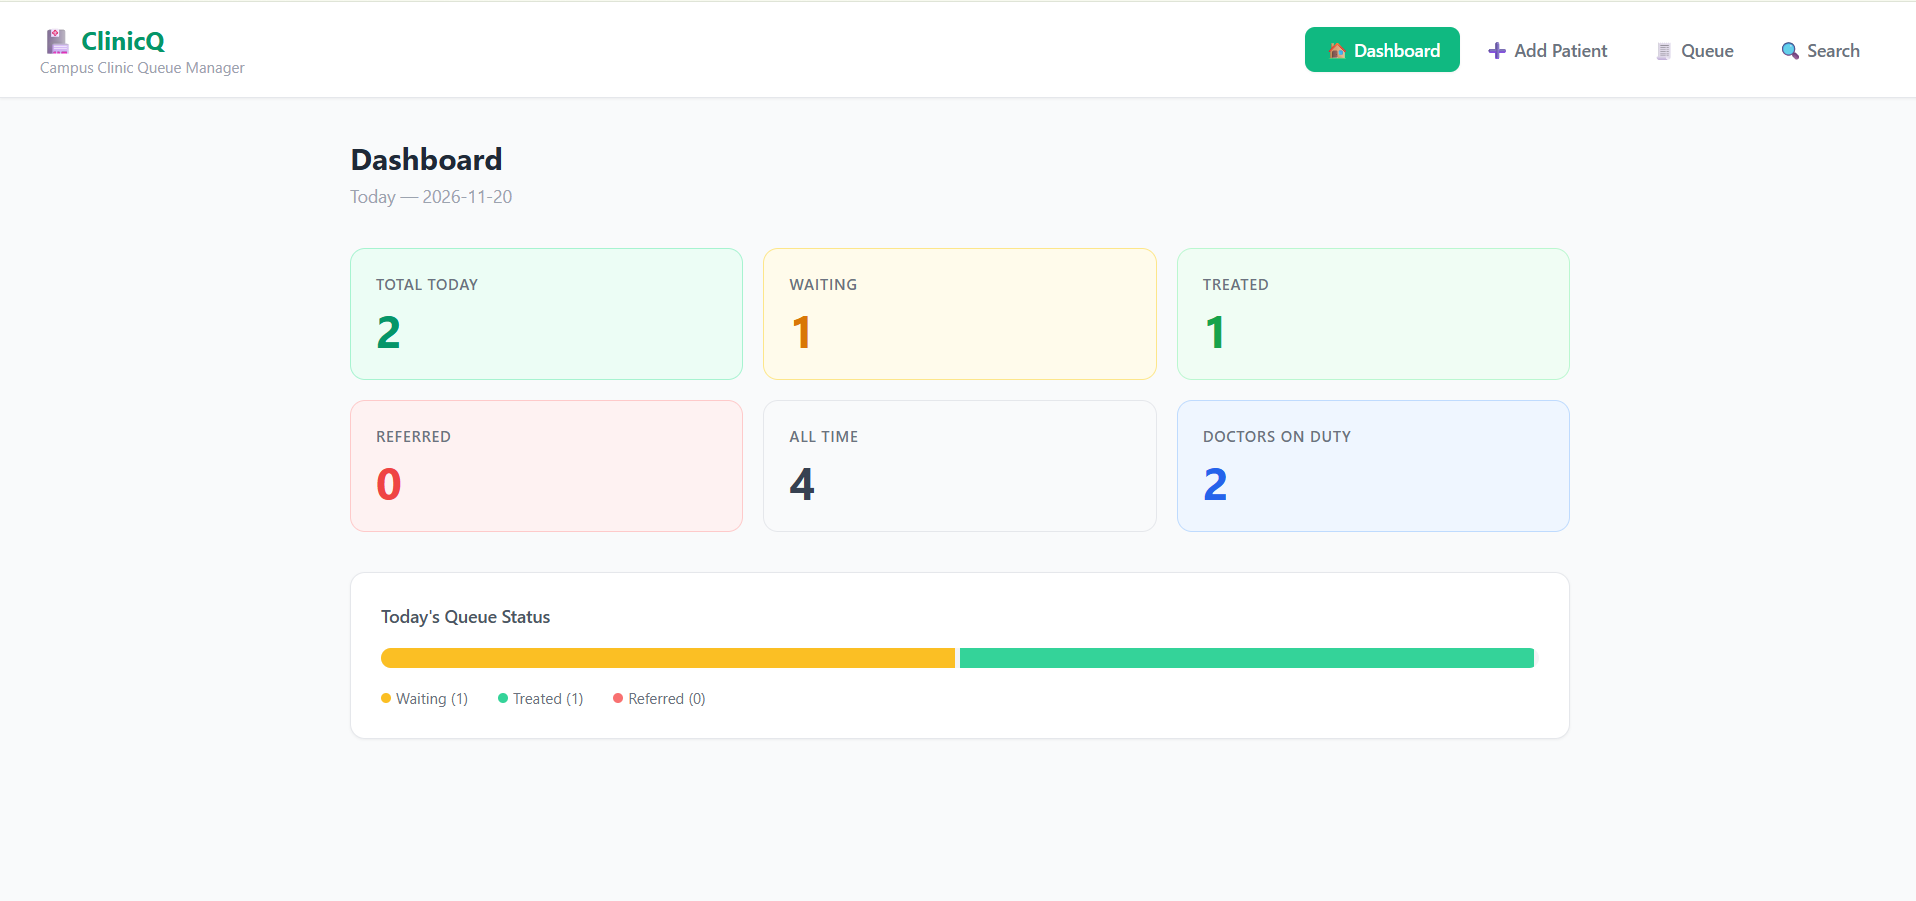 ClinicQ
Campus Clinic Queue Manager
Dashboard
Add Patient
Queue
Search
Dashboard
Today — 2026-11-20
TOTAL TODAY
2
WAITING
1
TREATED
1
REFERRED
0
ALL TIME
4
DOCTORS ON DUTY
2
Today's Queue Status
Waiting (1)
Treated (1)
Referred (0)